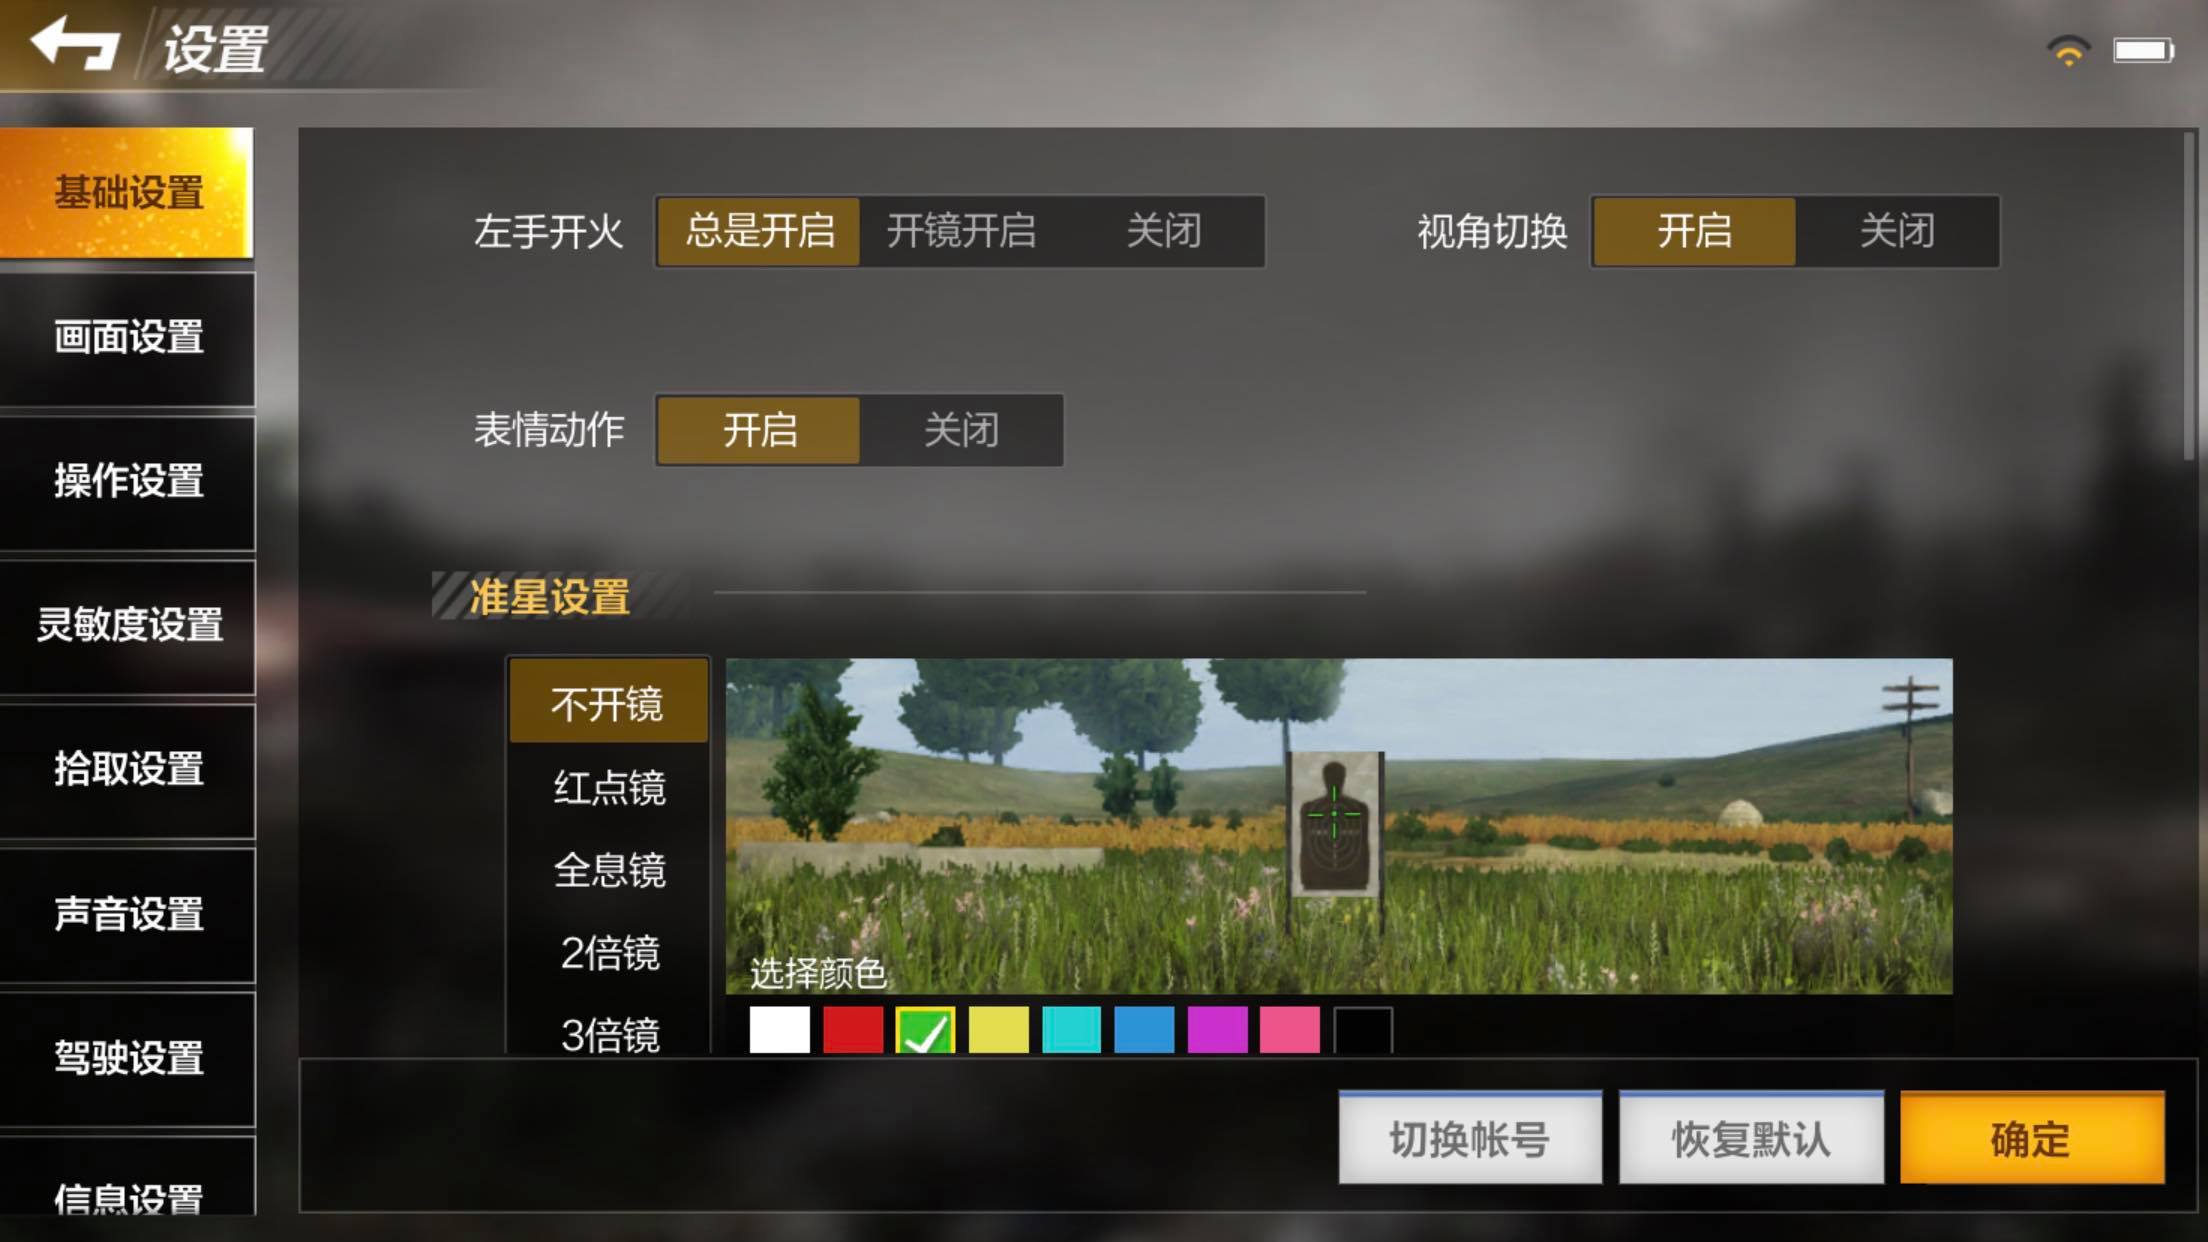 设置
基础设置
画面设置
操作设置
灵敏度设置
拾取设置
声音设置
驾驶设置
信息设置
左手开火 总是开启 开镜开启 关闭 视角切换 开启 关闭
表情动作 开启 关闭
准星设置
不开镜
红点镜
全息镜
2倍镜
3倍镜
选择颜色
切换帐号 恢复默认 确定